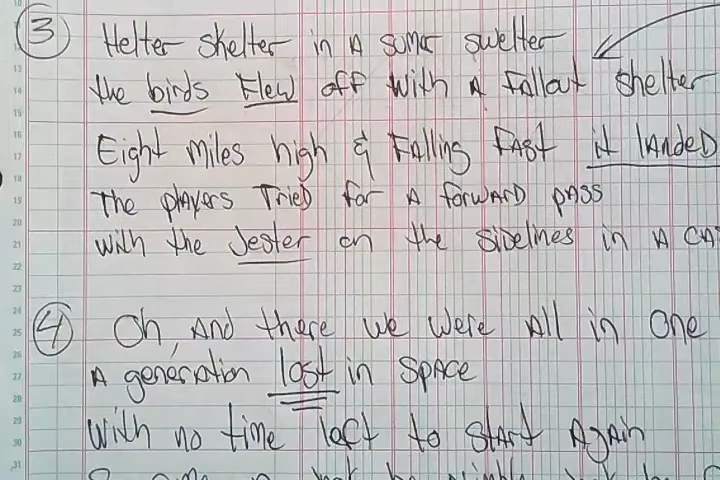 3 Helter skelter in A sumer swelter
the birds Flew off with A fallout shelter
Eight miles high & Falling fAst it lANdeD
The plAyers TrieD for A forwArD pAss
with the Jester on the siDelines in A CA
4 Oh, AnD there we were All in one
A generAtion lost in spAce
with no time left to stArt AgAin